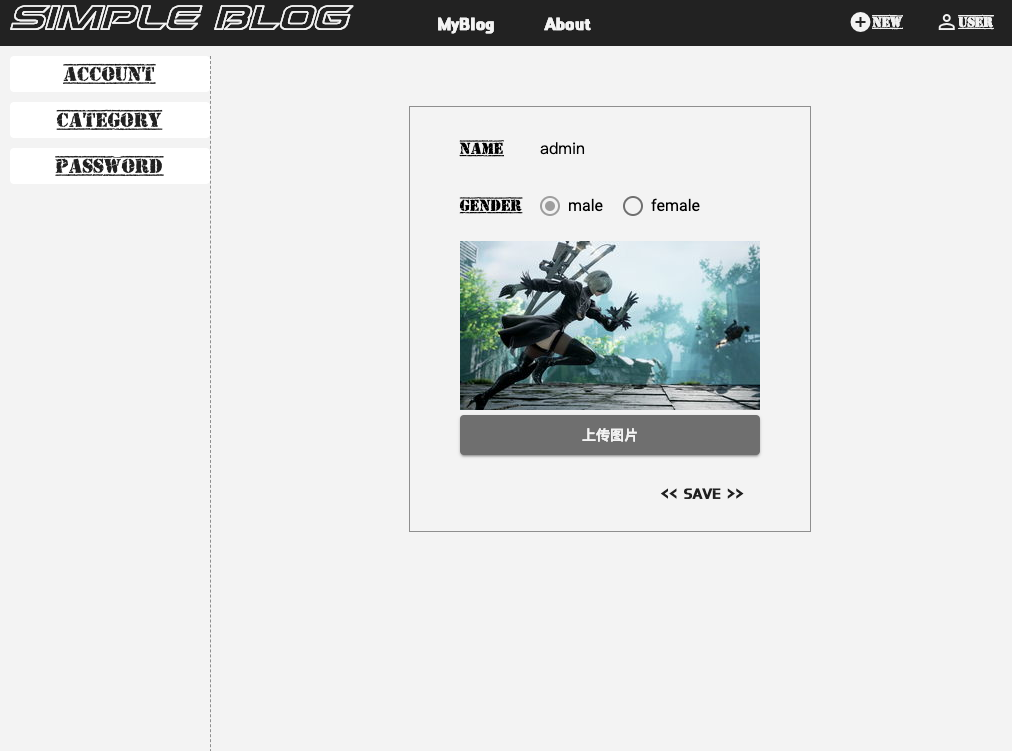 SIMPLE BLOG
MyBlog
About
NEW
USER
ACCOUNT
CATEGORY
PASSWORD
NAME admin
GENDER male female
上传图片
<< SAVE >>